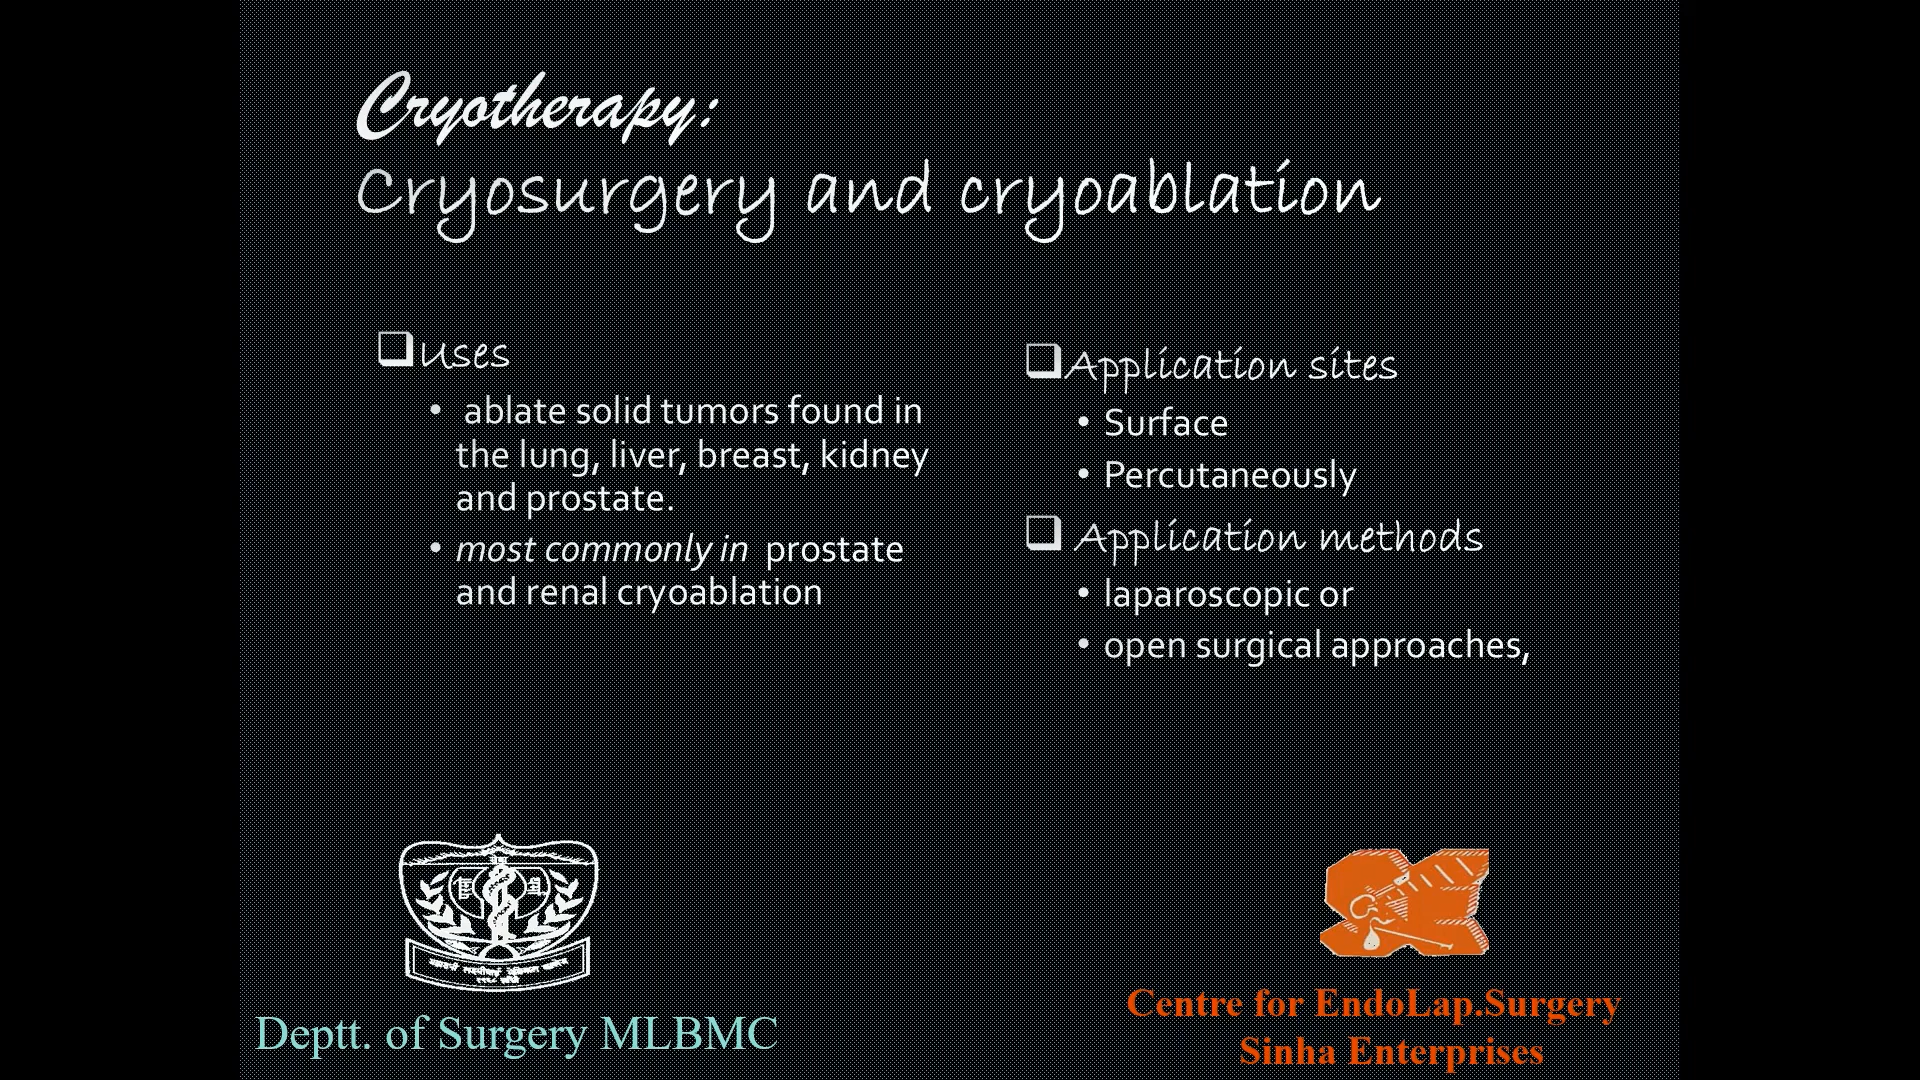 Cryotherapy:
Cryosurgery and cryoablation
❑Uses
• ablate solid tumors found in
the lung, liver, breast, kidney
and prostate.
• most commonly in prostate
and renal cryoablation
❑Application sites
• Surface
• Percutaneously
❑ Application methods
• laparoscopic or
• open surgical approaches,
Deptt. of Surgery MLBMC
Centre for EndoLap.Surgery
Sinha Enterprises